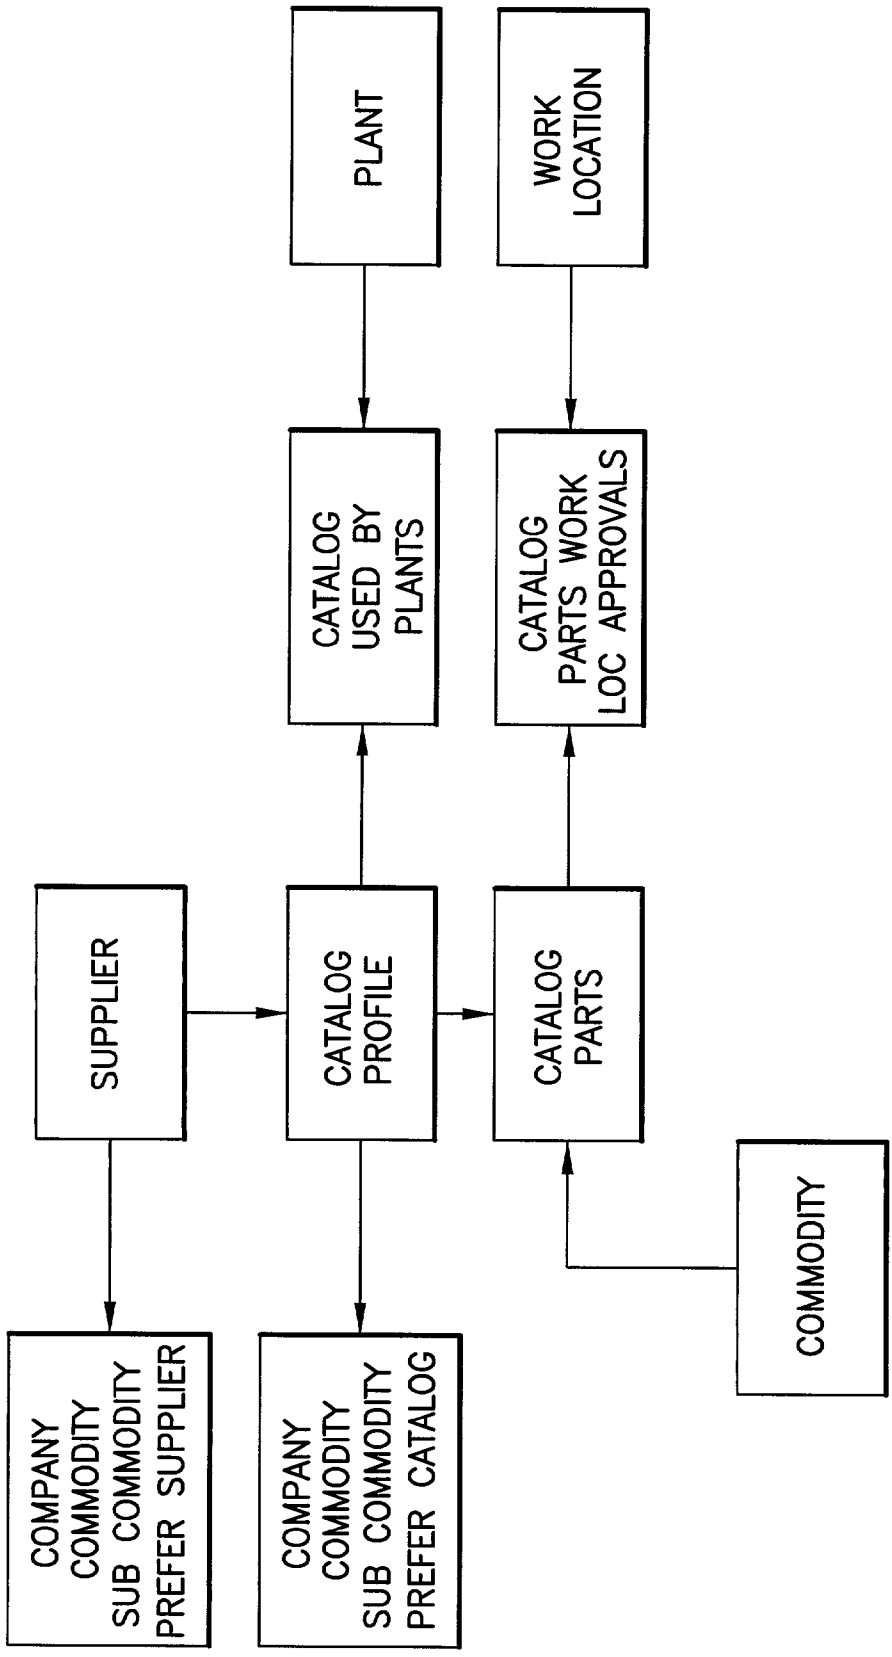 COMPANY
COMMODITY
SUB COMMODITY
PREFER SUPPLIER
SUPPLIER
COMPANY
COMMODITY
SUB COMMODITY
PREFER CATALOG
CATALOG
PROFILE
CATALOG
USED BY
PLANTS
PLANT
CATALOG
PARTS
CATALOG
PARTS WORK
LOC APPROVALS
WORK
LOCATION
COMMODITY